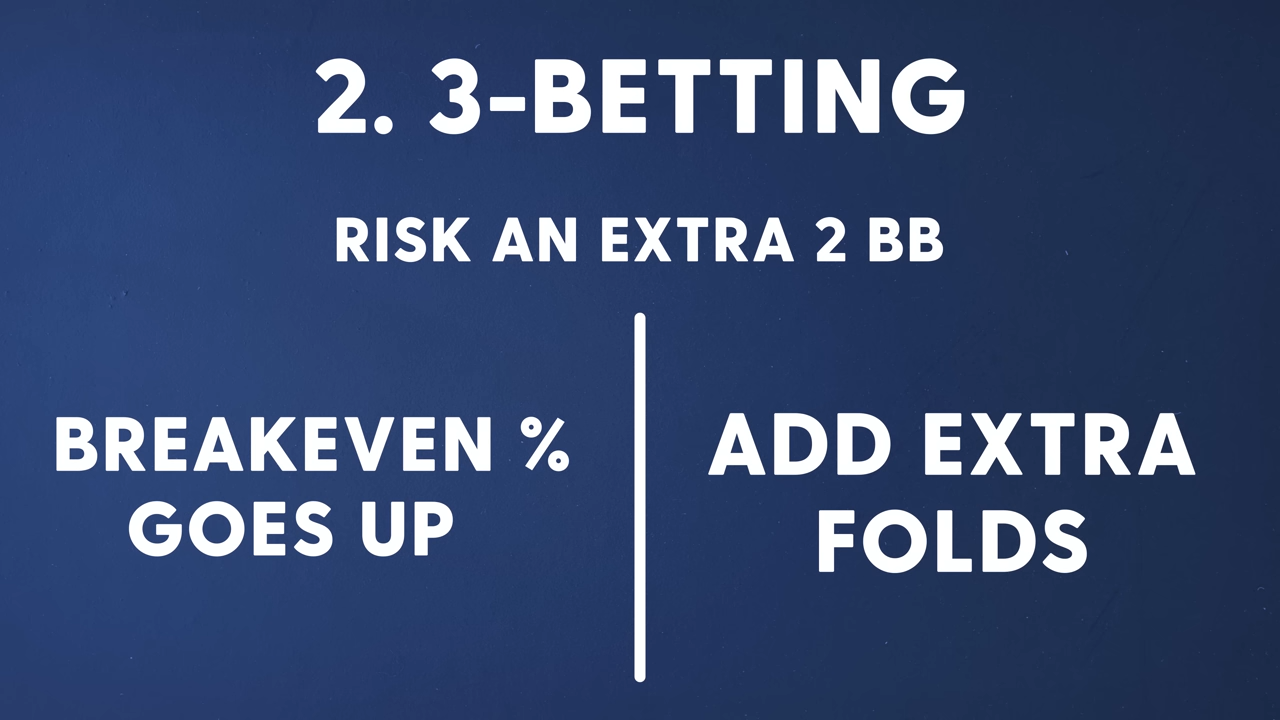 2. 3-BETTING
RISK AN EXTRA 2 BB
BREAKEVEN %
GOES UP
ADD EXTRA
FOLDS